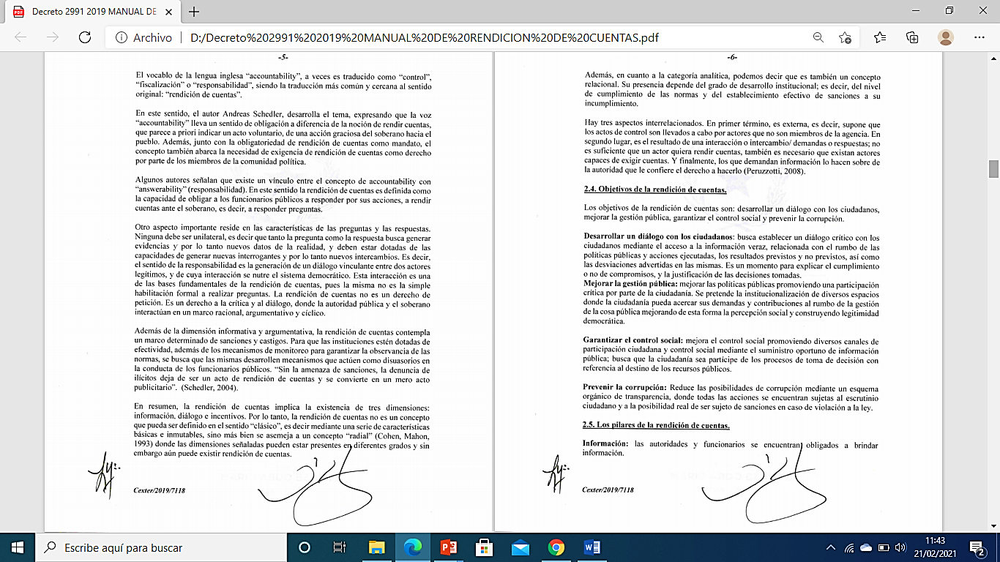 Decreto 2991 2019 MANUAL DE
Archivo
D:/Decreto%202991%202019%20MANUAL%20DE%20RENDICION%20DE%20CUENTAS.pdf
-5-
El vocablo de la lengua inglesa “accountability”, a veces es traducido como “control”,
“fiscalización” o “responsabilidad”, siendo la traducción más común y cercana al sentido
original: “rendición de cuentas”.
En este sentido, el autor Andreas Schedler, desarrolla el tema, expresando que la voz
“accountability” lleva un sentido de obligación a diferencia de la noción de rendir cuentas,
que parece a priori indicar un acto voluntario, de una acción graciosa del soberano hacia el
pueblo. Además, junto con la obligatoriedad de rendición de cuentas como mandato, el
concepto también abarca la necesidad de exigencia de rendición de cuentas como derecho
por parte de los miembros de la comunidad política.
Algunos autores señalan que existe un vínculo entre el concepto de accountability con
“answerability” (responsabilidad). En este sentido la rendición de cuentas es definida como
la capacidad de obligar a los funcionarios públicos a responder por sus acciones, a rendir
cuentas ante el soberano, es decir, a responder preguntas.
Otro aspecto importante reside en las características de las preguntas y las respuestas.
Ninguna debe ser unilateral, es decir que tanto la pregunta como la respuesta busca generar
evidencias y por lo tanto nuevos datos de la realidad, y deben estar dotadas de las
capacidades de generar nuevas interrogantes y por lo tanto nuevos intercambios. Es decir,
el sentido de la responsabilidad es la generación de un diálogo vinculante entre dos actores
legítimos, y de cuya interacción se nutre el sistema democrático. Esta interacción es una
de las bases fundamentales de la rendición de cuentas, pues la misma no es la simple
habilitación formal a realizar preguntas. La rendición de cuentas no es un derecho de
petición. Es un derecho a la crítica y al diálogo, donde la autoridad pública y el soberano
interactúan en un marco racional, argumentativo y cíclico.
Además de la dimensión informativa y argumentativa, la rendición de cuentas contempla
un marco determinado de sanciones y castigos. Para que las instituciones estén dotadas de
efectividad, además de los mecanismos de monitoreo para garantizar la observancia de las
normas, se busca que las mismas desarrollen mecanismos que actúen como disuasorios en
la conducta de los funcionarios públicos. “Sin la amenaza de sanciones, la denuncia de
ilícitos deja de ser un acto de rendición de cuentas y se convierte en un mero acto
publicitario”. (Schedler, 2004).
En resumen, la rendición de cuentas implica la existencia de tres dimensiones:
información, diálogo e incentivos. Por lo tanto, la rendición de cuentas no es un concepto
que pueda ser definido en el sentido “clásico”, es decir mediante una serie de características
básicas e inmutables, sino más bien se asemeja a un concepto “radial” (Cohen, Mahon,
1993) donde las dimensiones señaladas pueden estar presentes en diferentes grados y sin
embargo aún puede existir rendición de cuentas.
Cexter/2019/7118
-6-
Además, en cuanto a la categoría analítica, podemos decir que es también un concepto
relacional. Su presencia depende del grado de desarrollo institucional; es decir, del nivel
de cumplimiento de las normas y del establecimiento efectivo de sanciones a su
incumplimiento.
Hay tres aspectos interrelacionados. En primer término, es externa, es decir, supone que
los actos de control son llevados a cabo por actores que no son miembros de la agencia. En
segundo lugar, es el resultado de una interacción o intercambio/ demandas o respuestas; no
es suficiente que un actor quiera rendir cuentas, también es necesario que existan actores
capaces de exigir cuentas. Y finalmente, los que demandan información lo hacen sobre de
la autoridad que le confiere el derecho a hacerlo (Peruzzotti, 2008).
2.4. Objetivos de la rendición de cuentas.
Los objetivos de la rendición de cuentas son: desarrollar un diálogo con los ciudadanos,
mejorar la gestión pública, garantizar el control social y prevenir la corrupción.
Desarrollar un diálogo con los ciudadanos: busca establecer un diálogo crítico con los
ciudadanos mediante el acceso a la información veraz, relacionada con el rumbo de las
políticas públicas y acciones ejecutadas, los resultados previstos y no previstos, así como
las desviaciones advertidas en las mismas. Es un momento para explicar el cumplimiento
o no de compromisos, y la justificación de las decisiones tomadas.
Mejorar la gestión pública: mejorar las políticas públicas promoviendo una participación
crítica por parte de la ciudadanía. Se pretende la institucionalización de diversos espacios
donde la ciudadanía pueda acercar sus demandas y contribuciones al rumbo de la gestión
de la cosa pública mejorando de esta forma la percepción social y construyendo legitimidad
democrática.
Garantizar el control social: mejora el control social promoviendo diversos canales de
participación ciudadana y control social mediante el suministro oportuno de información
pública; busca que la ciudadanía sea partícipe de los procesos de toma de decisión con
referencia al destino de los recursos públicos.
Prevenir la corrupción: Reduce las posibilidades de corrupción mediante un esquema
orgánico de transparencia, donde todas las acciones se encuentran sujetas al escrutinio
ciudadano y a la posibilidad real de ser sujeto de sanciones en caso de violación a la ley.
2.5. Los pilares de la rendición de cuentas.
Información: las autoridades y funcionarios se encuentran obligados a brindar
información.
Cexter/2019/7118
Escribe aquí para buscar
11:43
21/02/2021
2